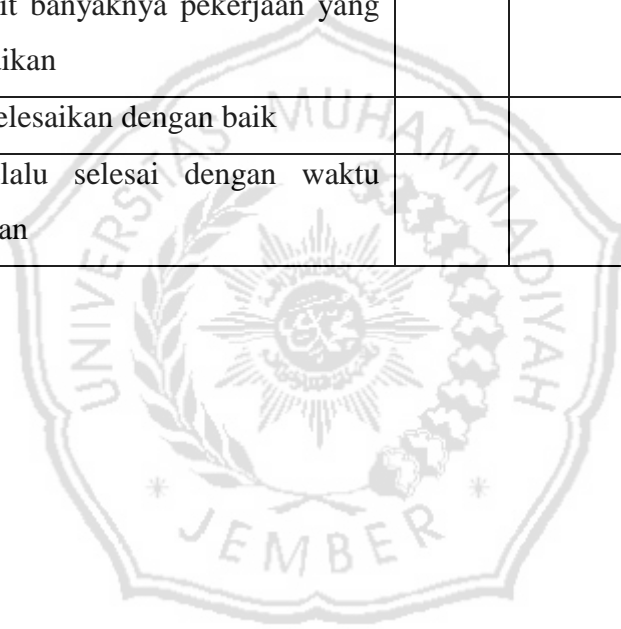 it banyaknya pekerjaan yang
ikan
elesaikan dengan baik
lalu selesai dengan waktu
an
UNIVERSITAS MUHAMMADIYAH
JEMBER